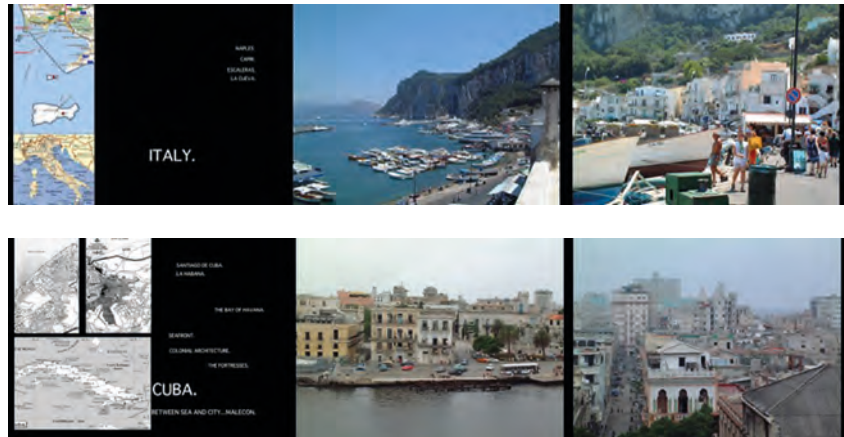 NAPLES
CAPRI.
ESCALERAS.
LA CUEVA.
ITALY.
SANTIAGO DE CUBA.
LA HABANA.
THE BAY OF HAVANA.
SEAFRONT.
COLONIAL ARCHITECTURE.
THE FORTRESSES.
CUBA.
BETWEEN SEA AND CITY...MALECON.